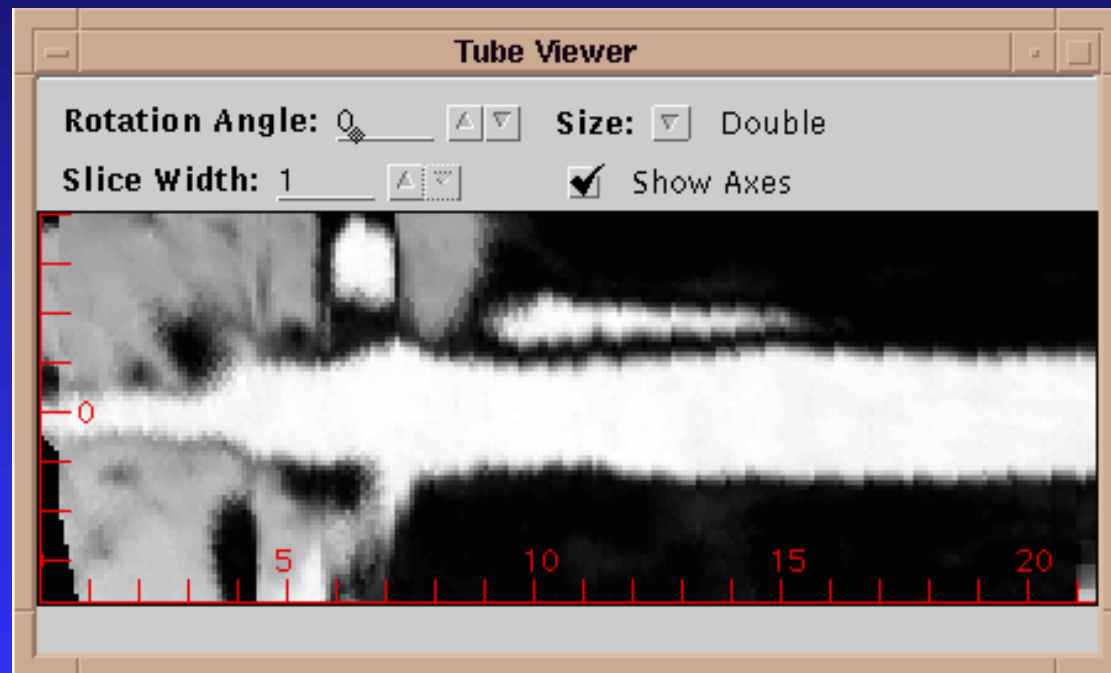 Tube Viewer
Rotation Angle: 0 Size: Double
Slice Width: 1 Show Axes
0
5 10 15 20